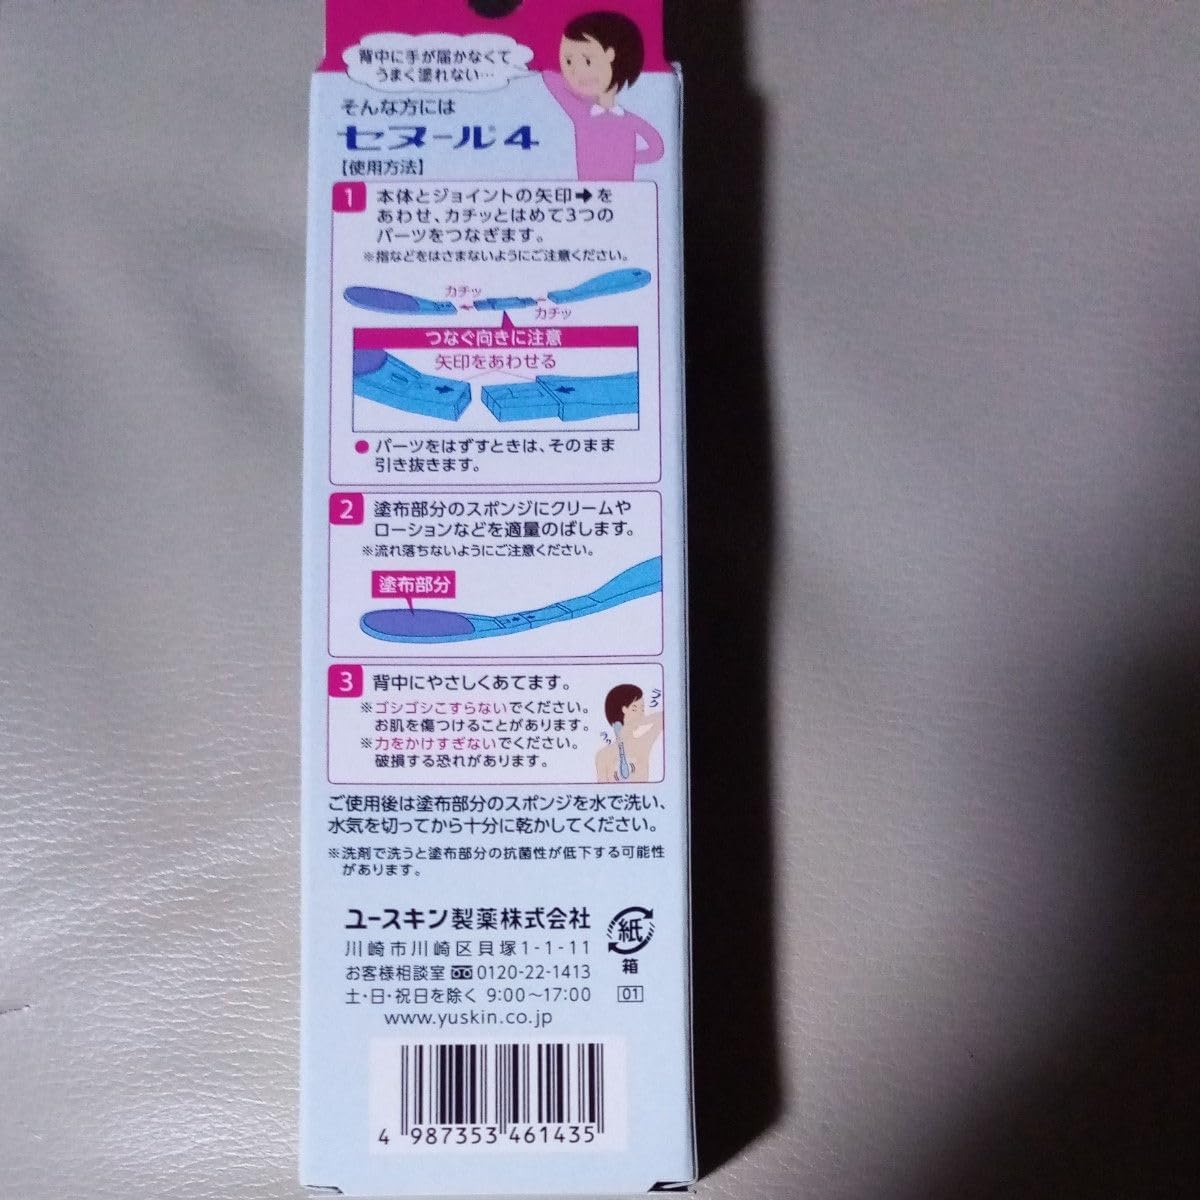 背中に手が届かなくて
うまく塗れない…
そんな方には
セヌール4
【使用方法】
1 本体とジョイントの矢印➡を
あわせ、カチッとはめて3つの
パーツをつなぎます。
※指などをはさまないようにご注意ください。
カチッ
カチッ
つなぐ向きに注意
矢印をあわせる
●パーツをはずすときは、そのまま
引き抜きます。
2 塗布部分のスポンジにクリームや
ローションなどを適量のばします。
※流れ落ちないようにご注意ください。
塗布部分
3 背中にやさしくあてます。
※ゴシゴシこすらないでください。
お肌を傷つけることがあります。
※力をかけすぎないでください。
破損する恐れがあります。
ラク
ラク
ご使用後は塗布部分のスポンジを水で洗い、
水気を切ってから十分に乾かしてください。
※洗剤で洗うと塗布部分の抗菌性が低下する可能性
があります。
ユースキン製薬株式会社
川崎市川崎区貝塚1-1-11
お客様相談室 0120-22-1413
土・日・祝日を除く 9:00〜17:00
www.yuskin.co.jp
紙
箱
01
4 987353 461435